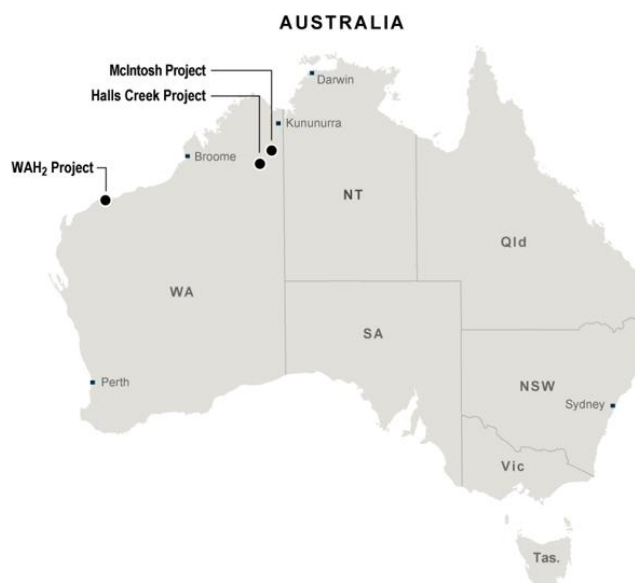 AUSTRALIA
McIntosh Project
Darwin
Halls Creek Project
Kununurra
Broome
WAH₂ Project
NT
Qld
WA
SA
Perth
NSW
Sydney
Vic
Tas.